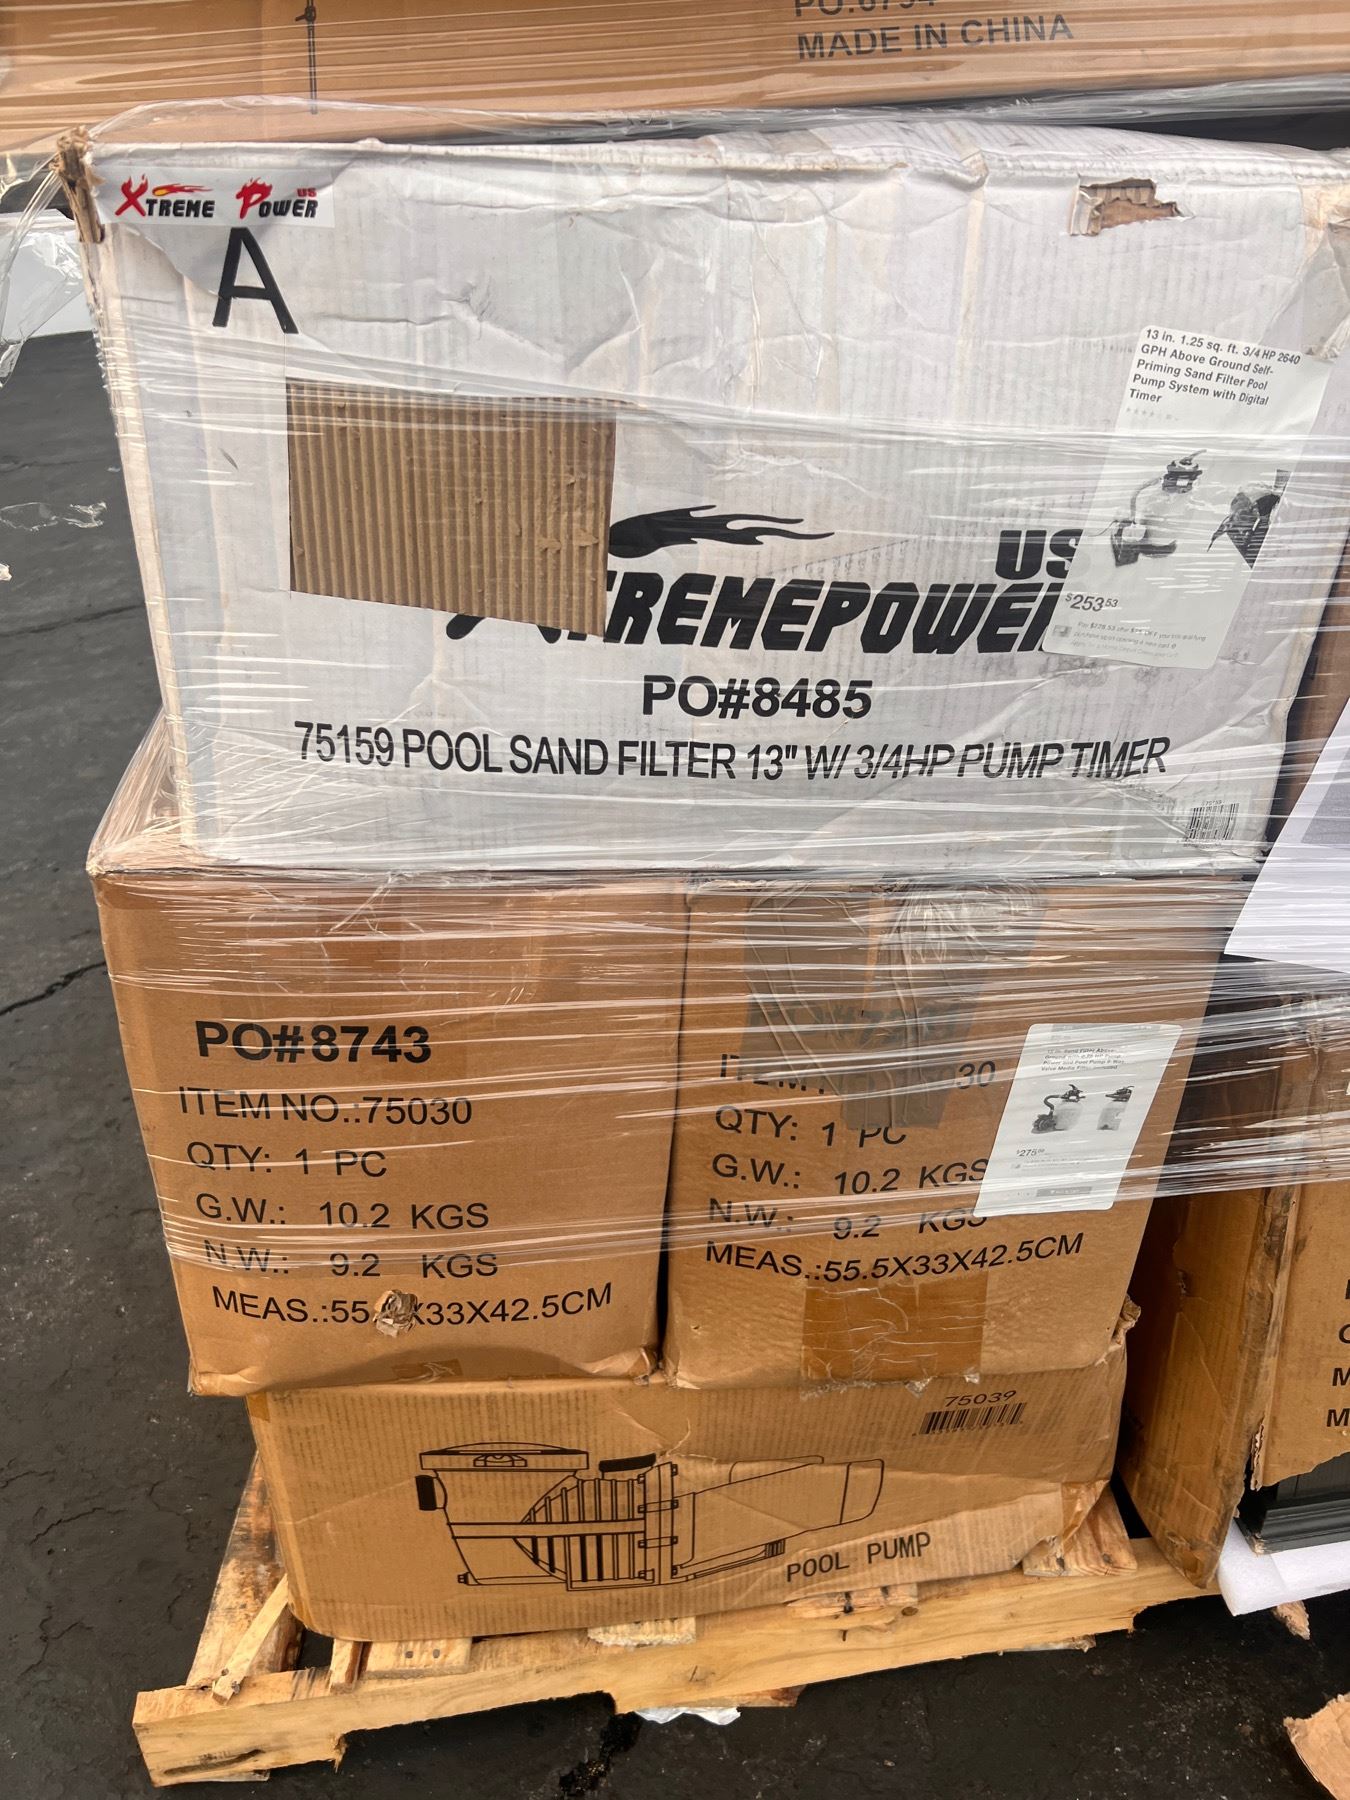 MADE IN CHINA
XTREME POWER US
A
13 in. 1.25 sq. ft. 3/4 HP 2640
GPH Above Ground Self-
Priming Sand Filter Pool
Pump System with Digital
Timer
$253 53
US
XTREMEPOWER
PO#8485
75159 POOL SAND FILTER 13" W/ 3/4HP PUMP TIMER
75159
PO#8743
ITEM NO.:75030
QTY: 1 PC
G.W.: 10.2 KGS
N.W.: 9.2 KGS
MEAS.:55. X33X42.5CM
QTY: 1 PC
G.W.: 10.2 KGS
N.W.: 9.2 KGS
MEAS.:55.5X33X42.5CM
$275
75039
POOL PUMP